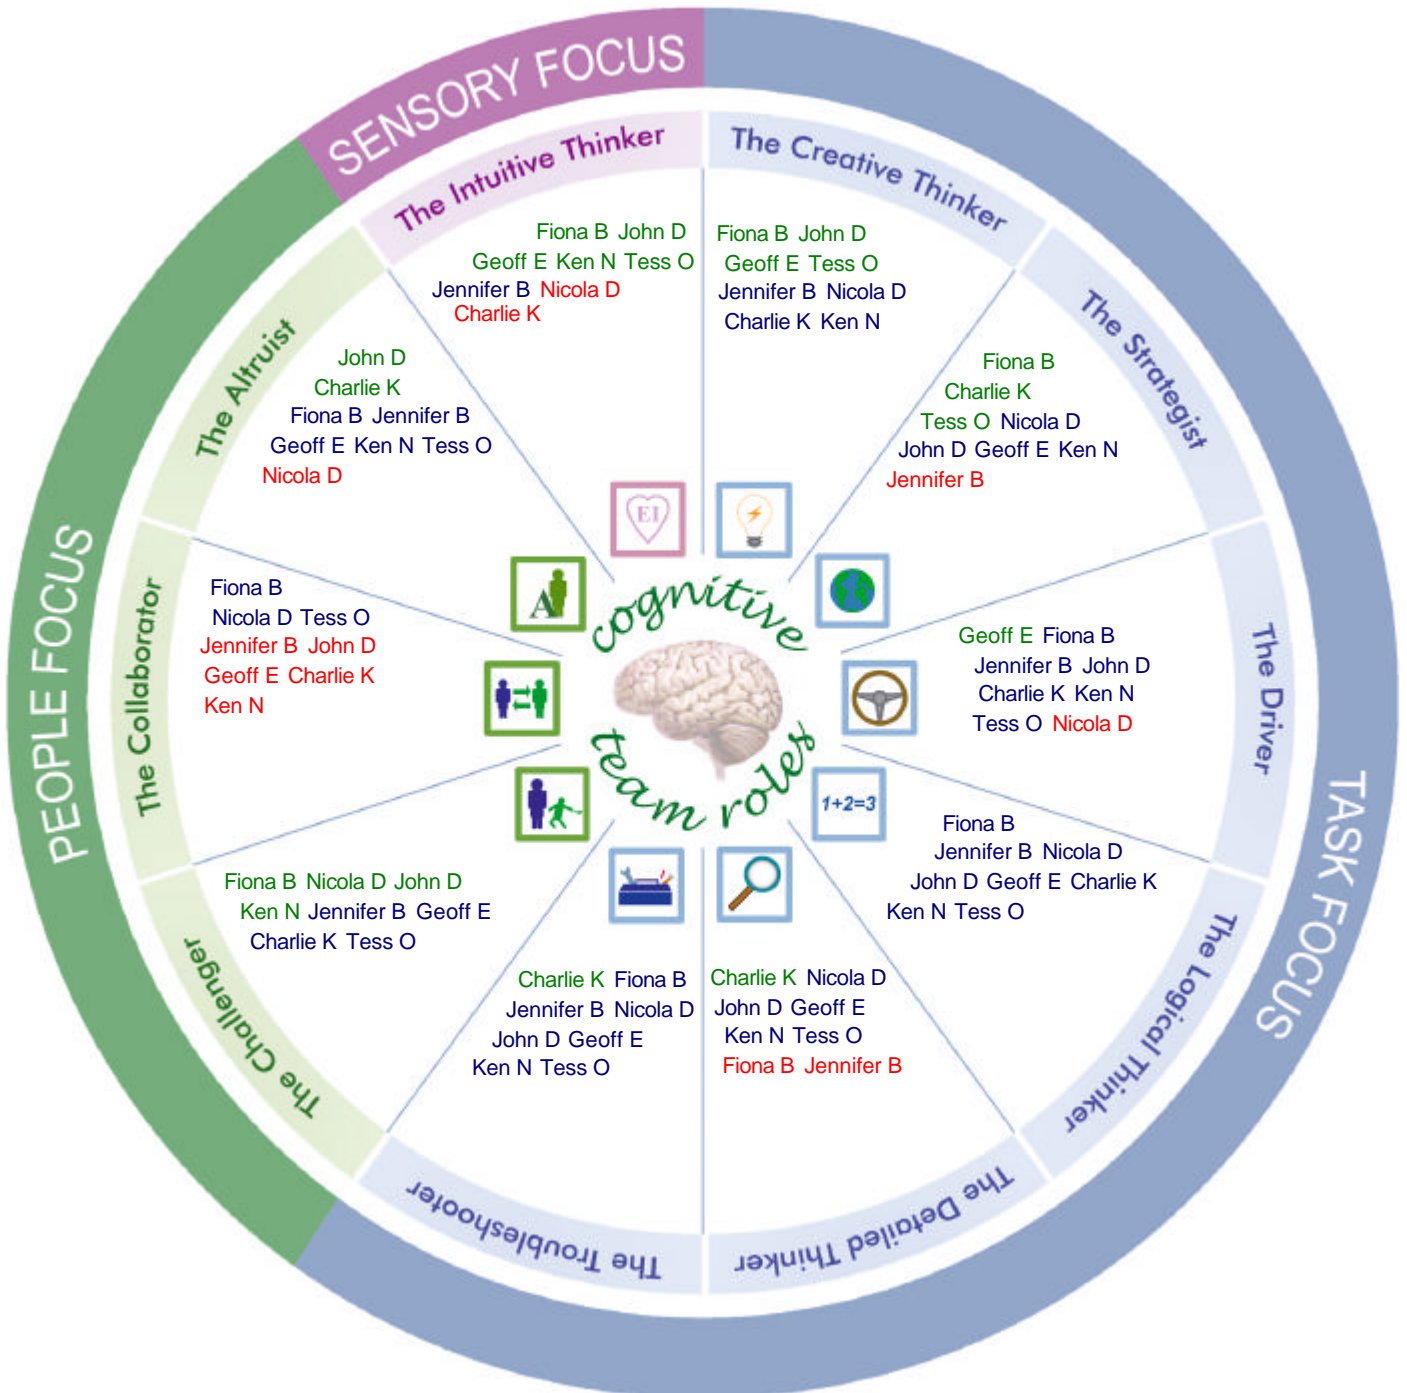 SENSORY FOCUS
The Intuitive Thinker
Fiona B John D
Geoff E Ken N Tess O
Jennifer B Nicola D
Charlie K
The Creative Thinker
Fiona B John D
Geoff E Tess O
Jennifer B Nicola D
Charlie K Ken N
The Strategist
Fiona B
Charlie K
Tess O Nicola D
John D Geoff E Ken N
Jennifer B
TASK FOCUS
The Driver
Geoff E Fiona B
Jennifer B John D
Charlie K Ken N
Tess O Nicola D
The Logical Thinker
Fiona B
Jennifer B Nicola D
John D Geoff E Charlie K
Ken N Tess O
The Detailed Thinker
Charlie K Nicola D
John D Geoff E
Ken N Tess O
Fiona B Jennifer B
The Troubleshooter
Charlie K Fiona B
Jennifer B Nicola D
John D Geoff E
Ken N Tess O
PEOPLE FOCUS
The Challenger
Fiona B Nicola D John D
Ken N Jennifer B Geoff E
Charlie K Tess O
The Collaborator
Fiona B
Nicola D Tess O
Jennifer B John D
Geoff E Charlie K
Ken N
The Altruist
John D
Charlie K
Fiona B Jennifer B
Geoff E Ken N Tess O
Nicola D
EI
A
1+2=3
cognitive
team roles